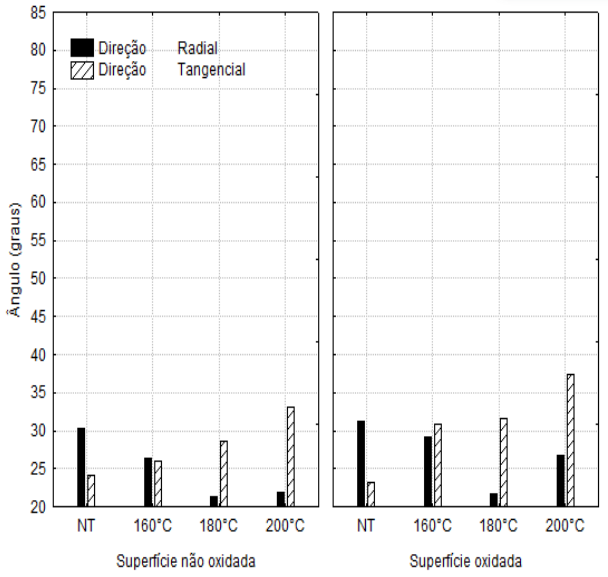 85
80
75
70
65
60
55
50
45
40
35
30
25
20
Ângulo (graus)
Direção Radial
Direção Tangencial
NT 160°C 180°C 200°C
Superfície não oxidada
NT 160°C 180°C 200°C
Superfície oxidada